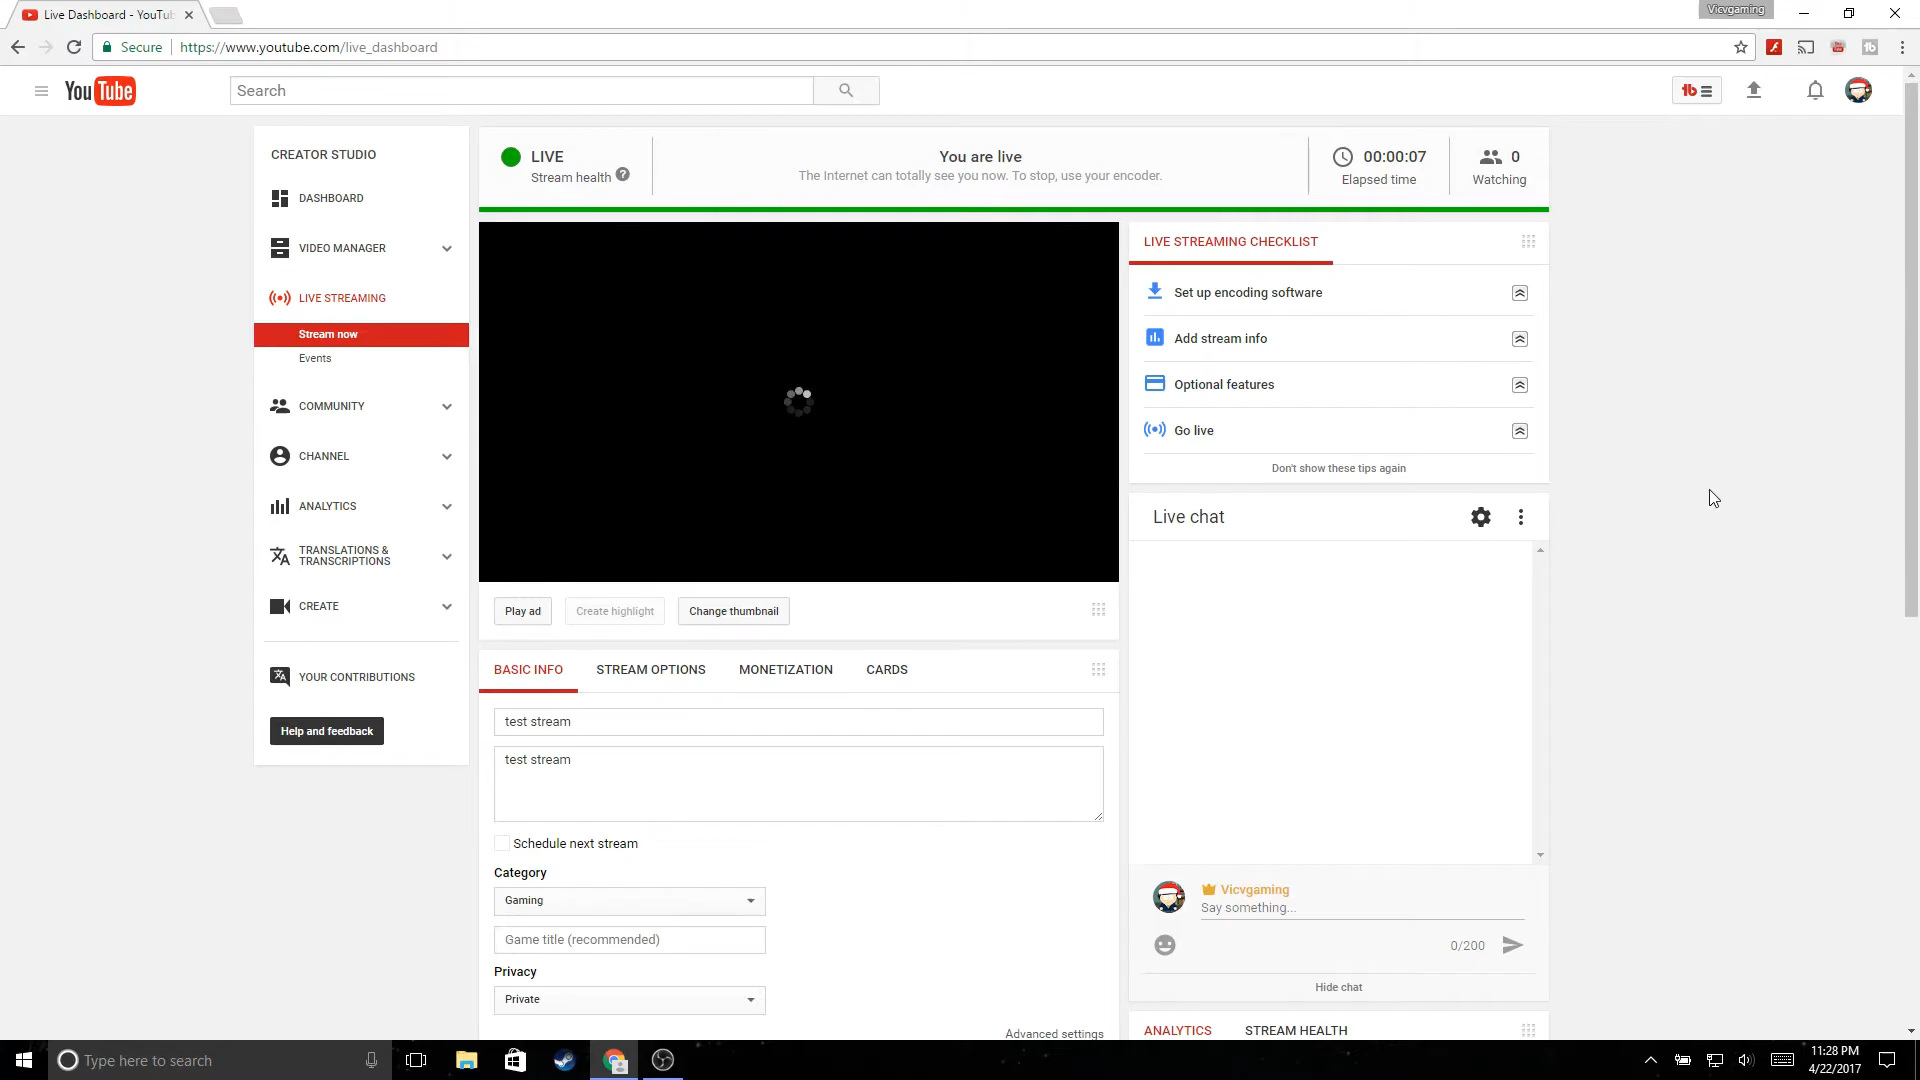 Live Dashboard - YouTu
Vicvgaming
Secure
https://www.youtube.com/live_dashboard
YouTube
Search
CREATOR STUDIO
DASHBOARD
VIDEO MANAGER
LIVE STREAMING
Stream now
Events
COMMUNITY
CHANNEL
ANALYTICS
TRANSLATIONS &
TRANSCRIPTIONS
CREATE
YOUR CONTRIBUTIONS
Help and feedback
LIVE
Stream health ?
You are live
The Internet can totally see you now. To stop, use your encoder.
00:00:07
Elapsed time
0
Watching
Play ad
Create highlight
Change thumbnail
BASIC INFO
STREAM OPTIONS
MONETIZATION
CARDS
test stream
test stream
Schedule next stream
Category
Gaming
Game title (recommended)
Privacy
Private
Advanced settings
LIVE STREAMING CHECKLIST
Set up encoding software
Add stream info
Optional features
Go live
Don't show these tips again
Live chat
Vicvgaming
Say something...
0/200
Hide chat
ANALYTICS
STREAM HEALTH
Type here to search
11:28 PM
4/22/2017